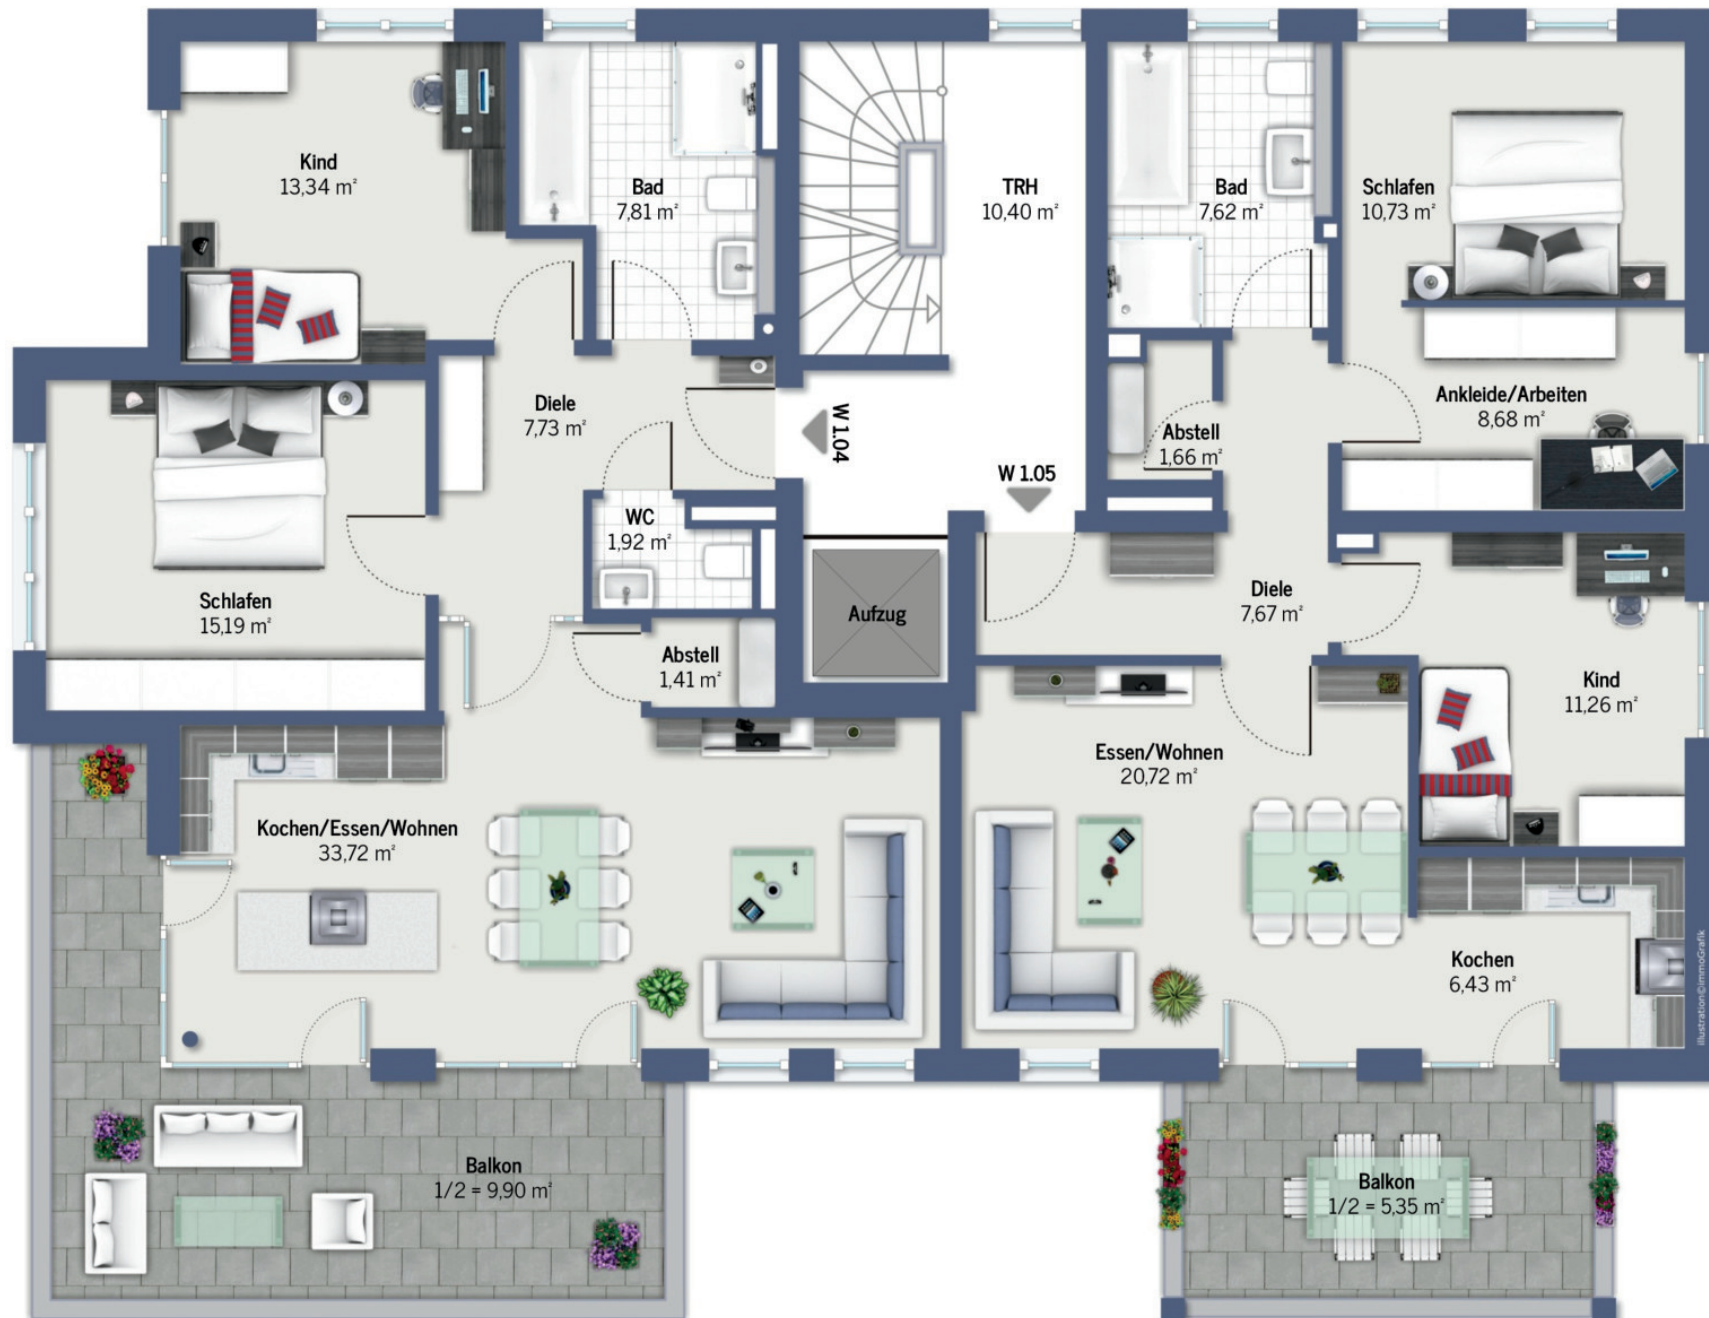 Kind
13,34 m²
Bad
7,81 m²
TRH
10,40 m²
Bad
7,62 m²
Schlafen
10,73 m²
Diele
7,73 m²
W 1.04
Ankleide/Arbeiten
8,68 m²
Abstell
1,66 m²
W 1.05
WC
1,92 m²
Schlafen
15,19 m²
Aufzug
Diele
7,67 m²
Abstell
1,41 m²
Kind
11,26 m²
Essen/Wohnen
20,72 m²
Kochen/Essen/Wohnen
33,72 m²
Kochen
6,43 m²
illustration©immoGrafik
Balkon
1/2 = 9,90 m²
Balkon
1/2 = 5,35 m²